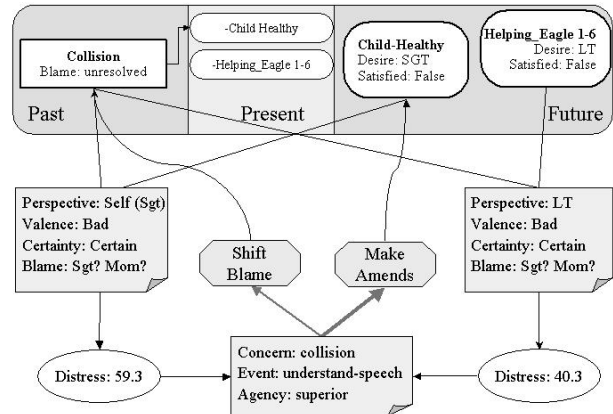 Collision
Blame: unresolved
-Child Healthy
-Helping_Eagle 1-6
Child-Healthy
Desire: SGT
Satisfied: False
Helping_Eagle 1-6
Desire: LT
Satisfied: False
Past
Present
Future
Perspective: Self (Sgt)
Valence: Bad
Certainty: Certain
Blame: Sgt? Mom?
Shift
Blame
Make
Amends
Perspective: LT
Valence: Bad
Certainty: Certain
Blame: Sgt? Mom?
Distress: 59.3
Concern: collision
Event: understand-speech
Agency: superior
Distress: 40.3